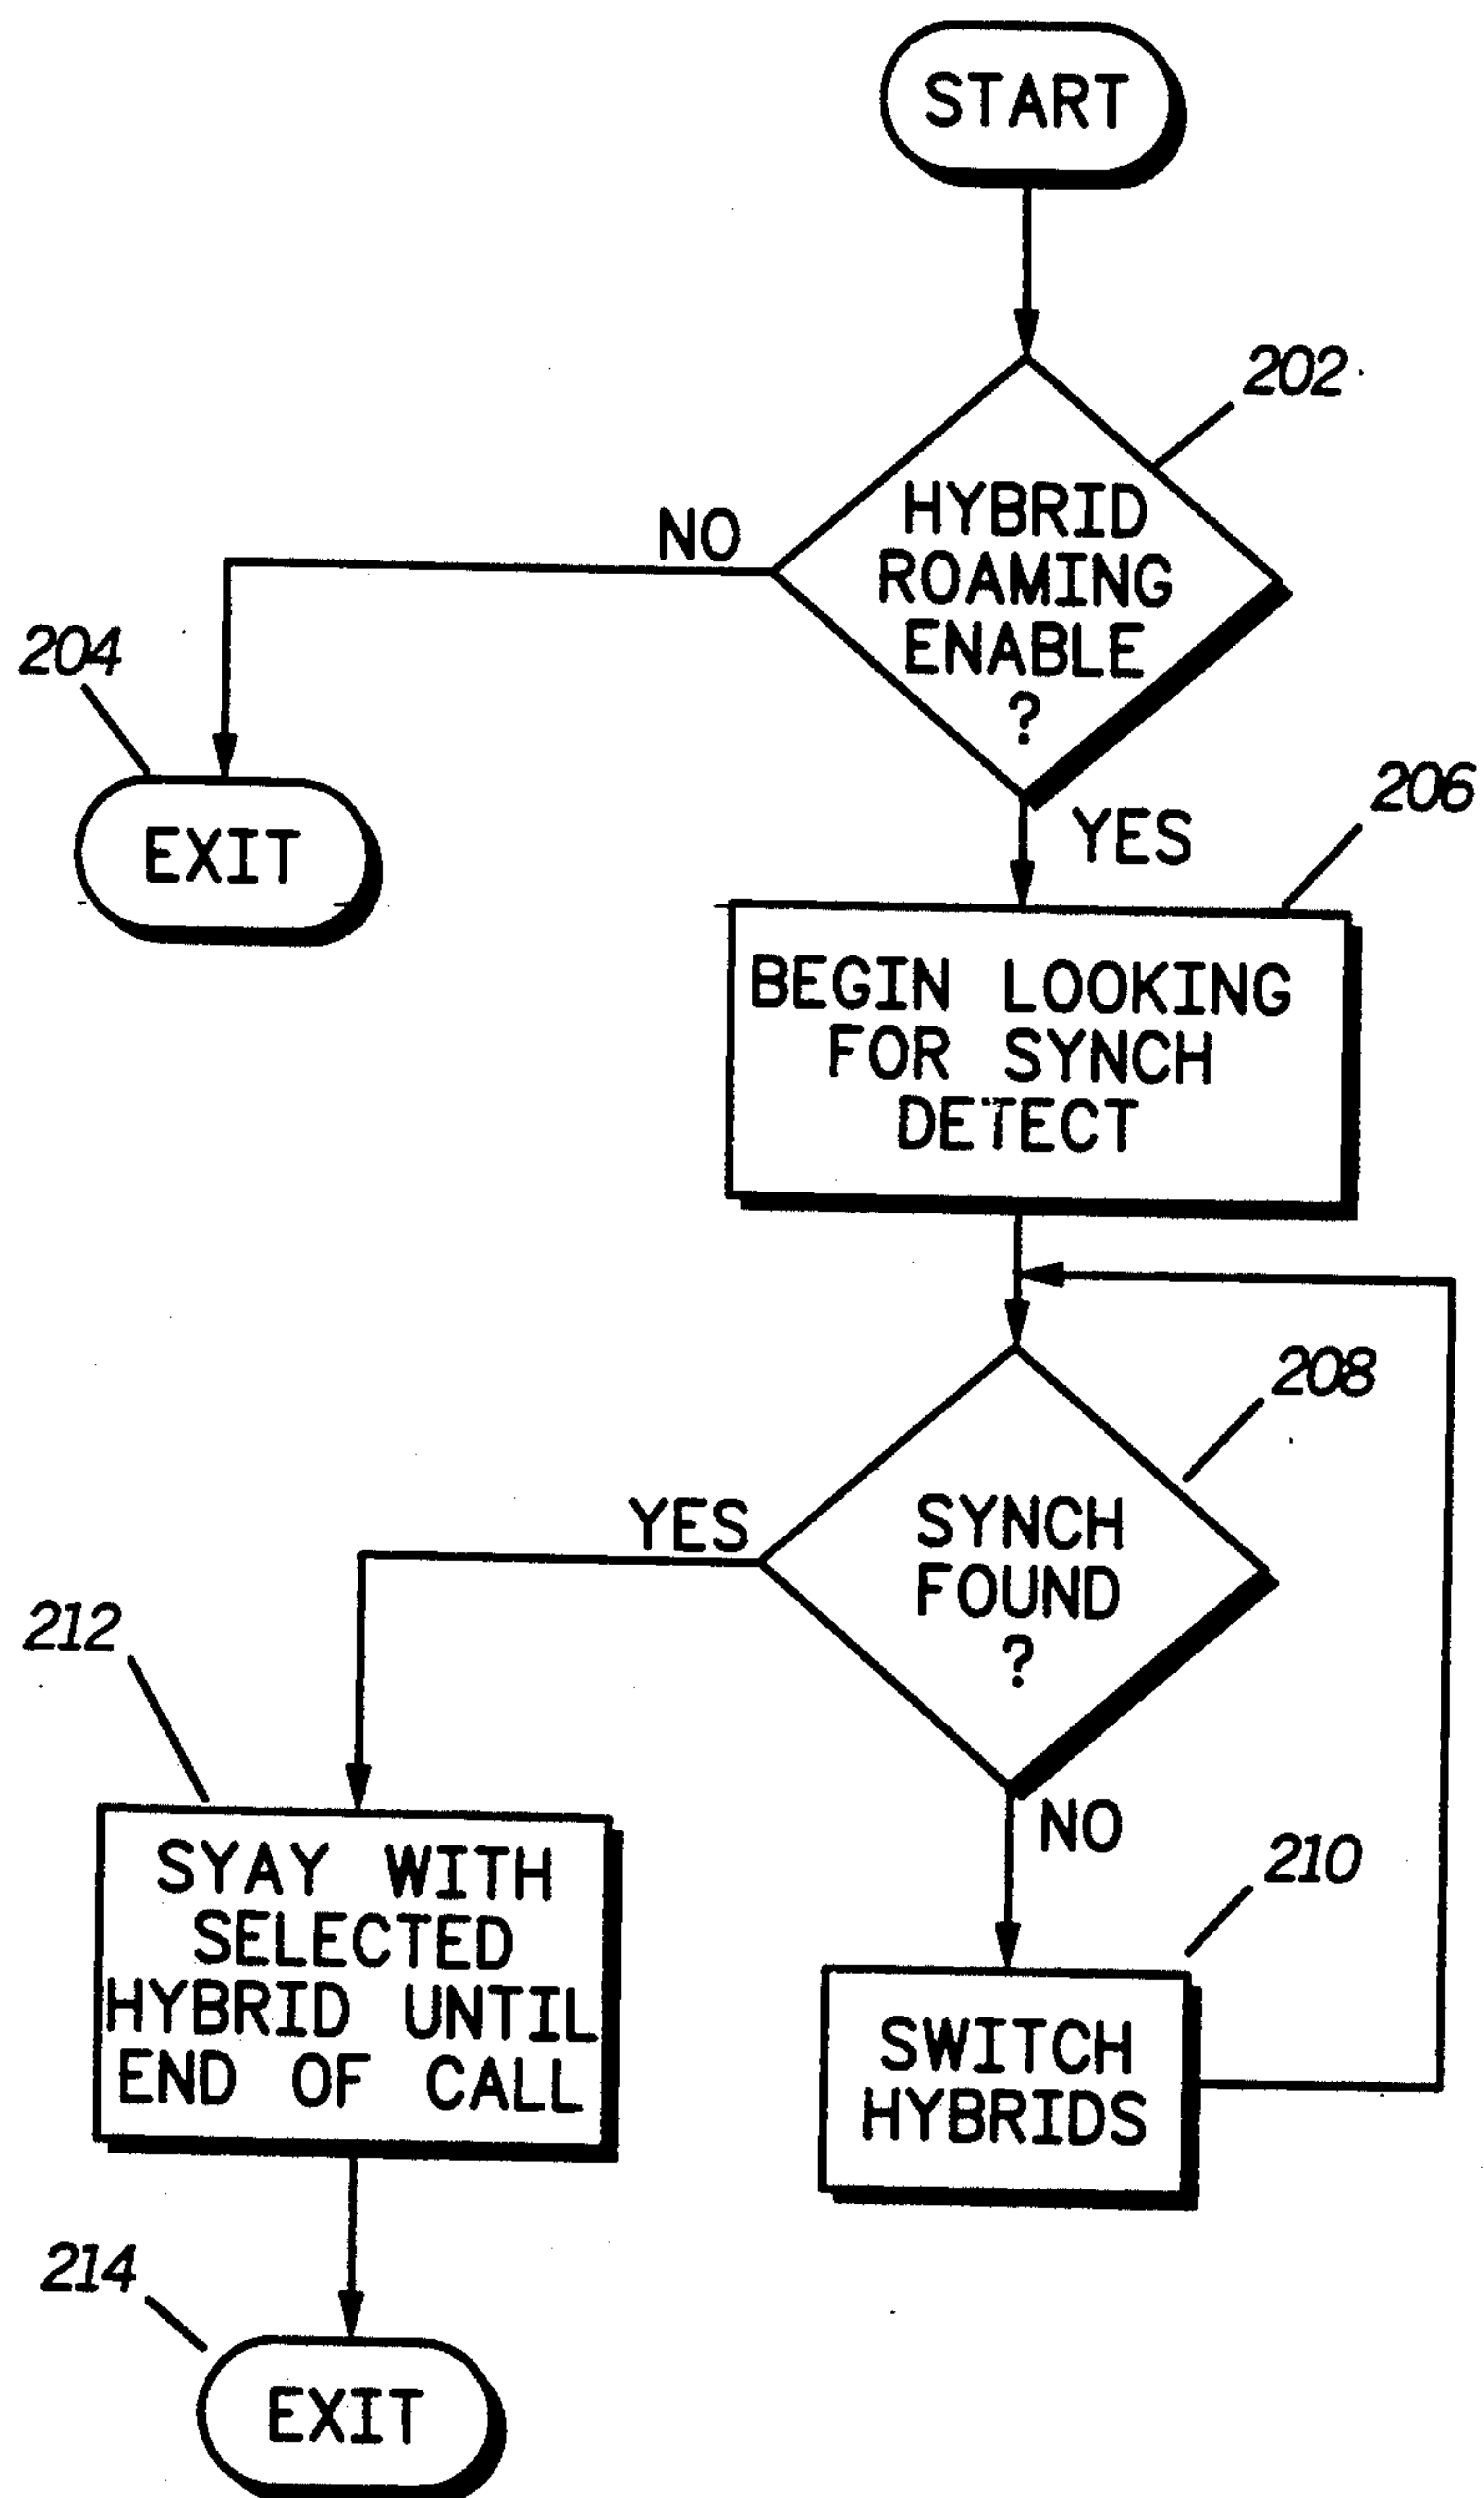 START
202
HYBRID
ROAMING
ENABLE
?
NO
204
EXIT
YES
206
BEGIN LOOKING
FOR SYNCH
DETECT
208
SYNCH
FOUND
?
YES
212
NO
210
SYAY WITH
SELECTED
HYBRID UNTIL
END OF CALL
SWITCH
HYBRIDS
214
EXIT